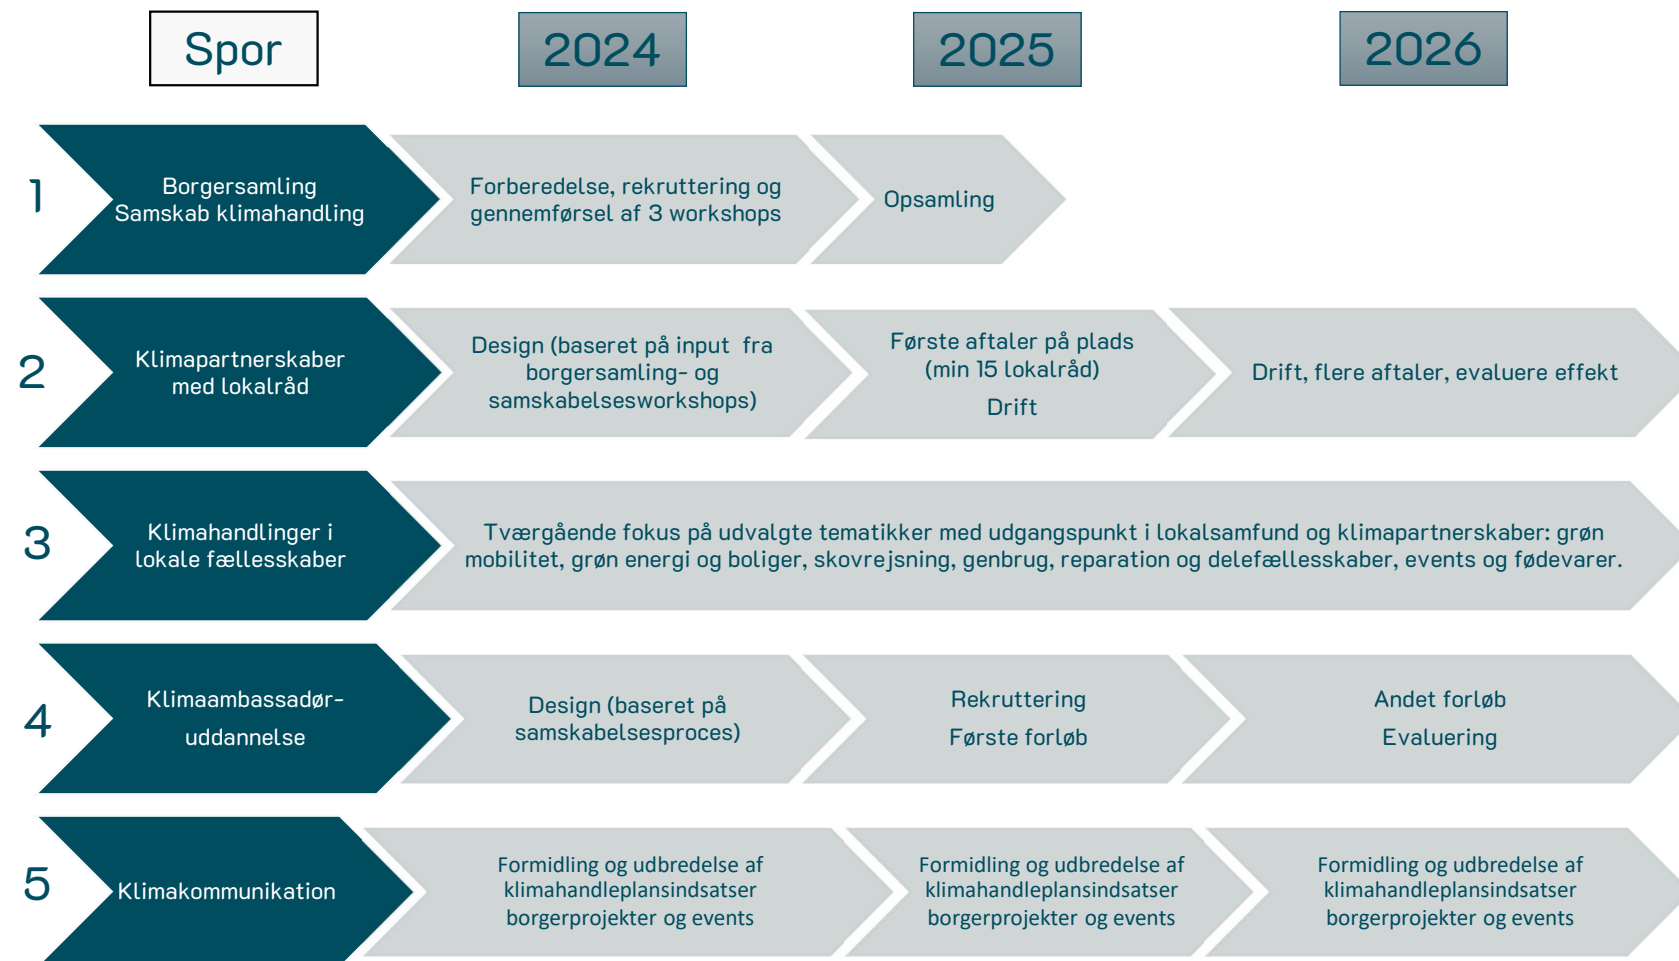 Spor
2024
2025
2026
1
Borgersamling
Samskab klimahandling
Forberedelse, rekruttering og
gennemførsel af 3 workshops
Opsamling
2
Klimapartnerskaber
med lokalråd
Design (baseret på input fra
borgersamling- og
samskabelsesworkshops)
Første aftaler på plads
(min 15 lokalråd)
Drift
Drift, flere aftaler, evaluere effekt
3
Klimahandlinger i
lokale fællesskaber
Tværgående fokus på udvalgte tematikker med udgangspunkt i lokalsamfund og klimapartnerskaber: grøn
mobilitet, grøn energi og boliger, skovrejsning, genbrug, reparation og delefællesskaber, events og fødevarer.
4
Klimaambassadør-
uddannelse
Design (baseret på
samskabelsesproces)
Rekruttering
Første forløb
Andet forløb
Evaluering
5
Klimakommunikation
Formidling og udbredelse af
klimahandleplansindsatser
borgerprojekter og events
Formidling og udbredelse af
klimahandleplansindsatser
borgerprojekter og events
Formidling og udbredelse af
klimahandleplansindsatser
borgerprojekter og events